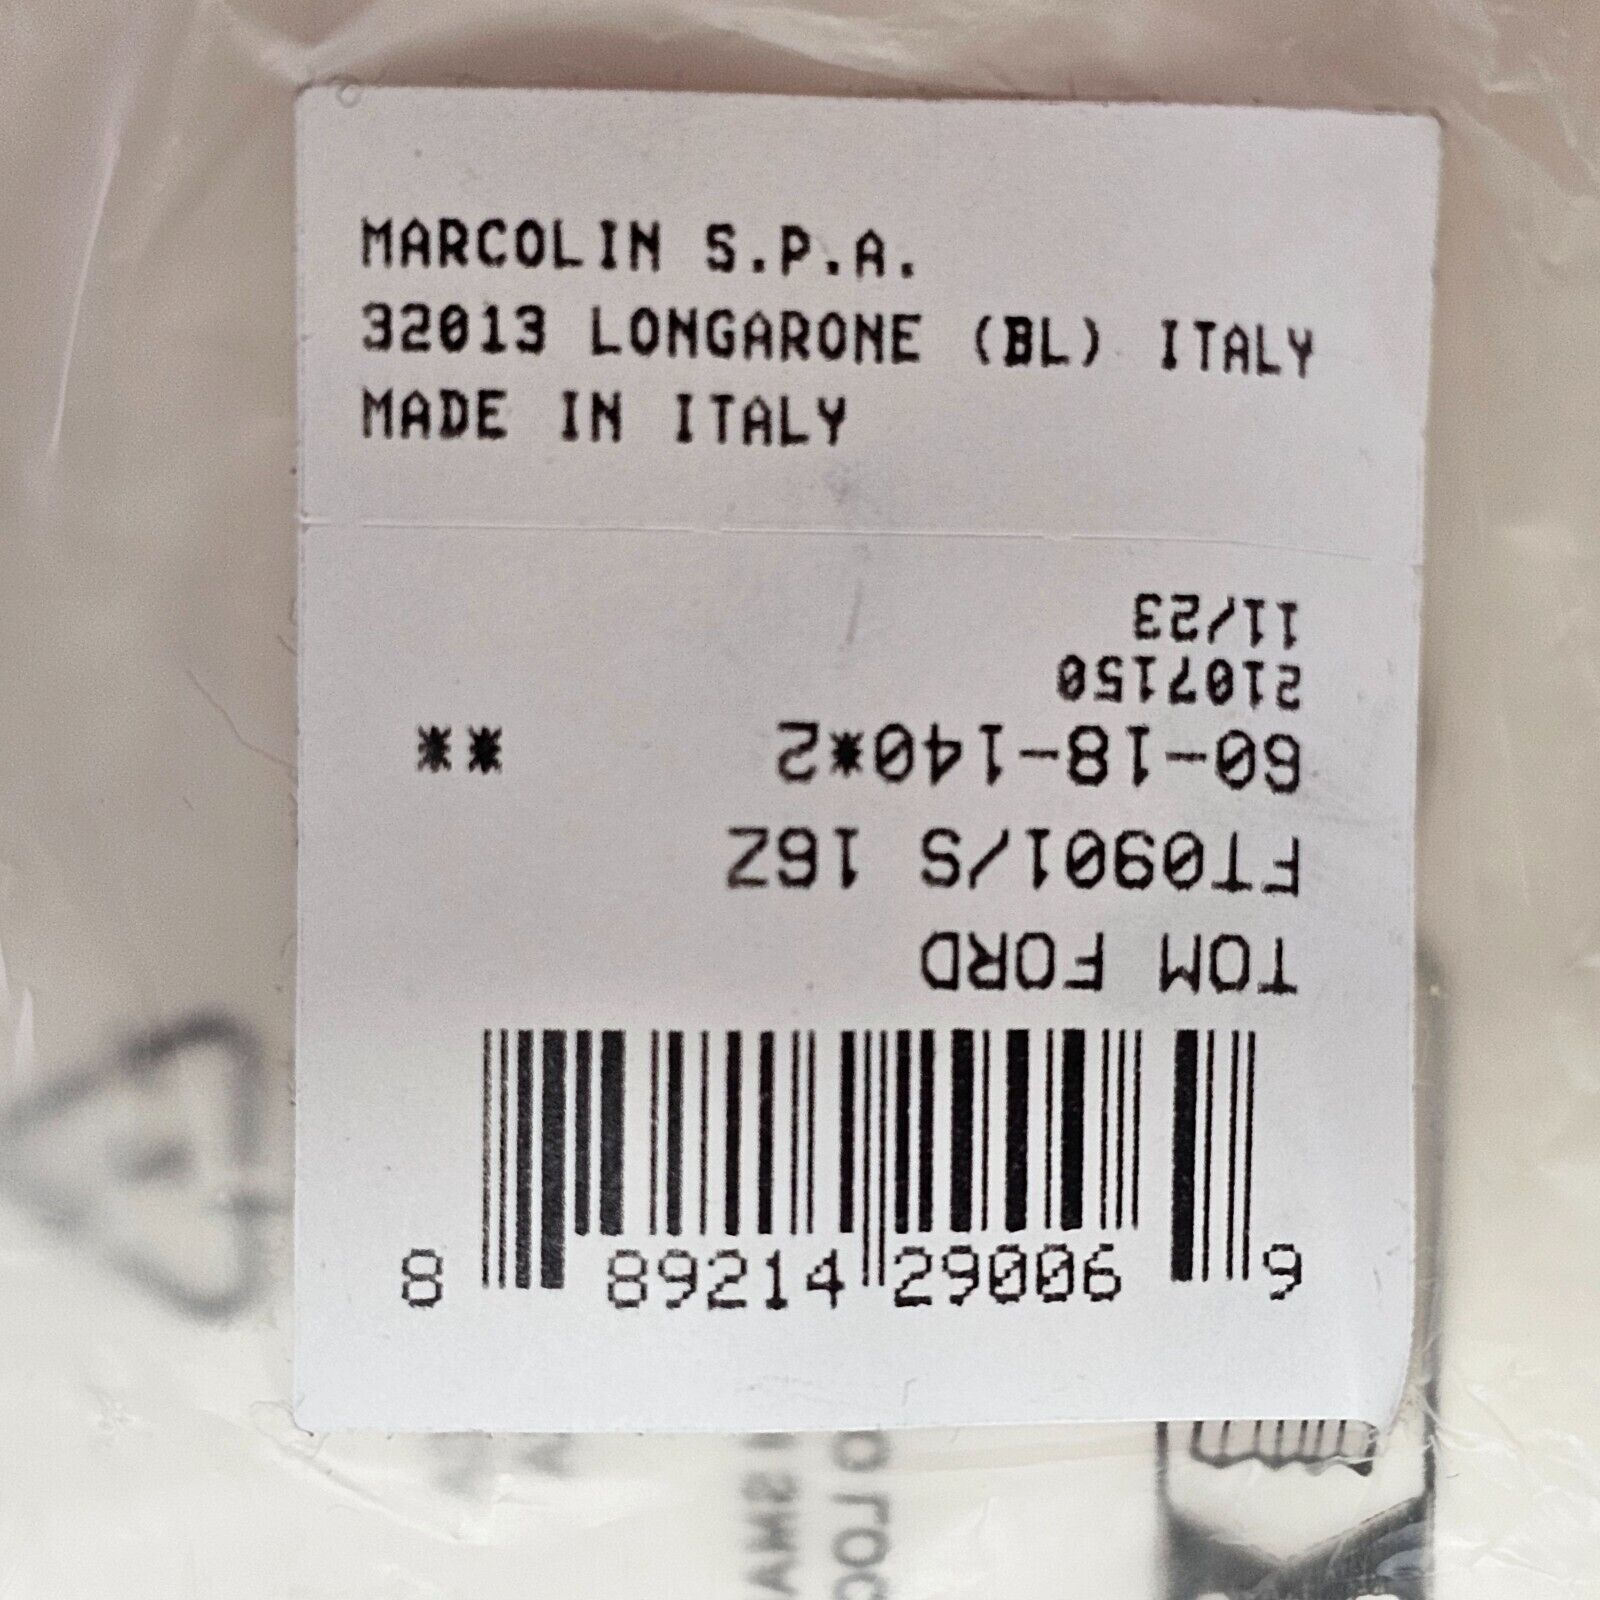 MARCOLIN S.P.A.
32013 LONGARONE (BL) ITALY
MADE IN ITALY
TOM FORD
FT0901/S 16Z
60-18-140*2 **
2107150
11/23
8 89214 29006 9